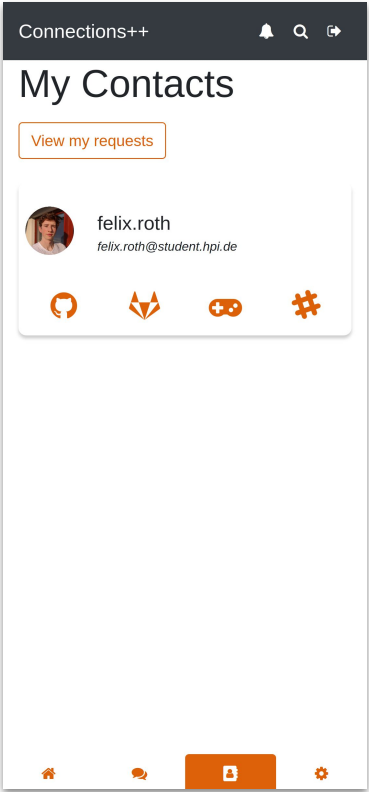 Connections++
My Contacts
View my requests
felix.roth
felix.roth@student.hpi.de